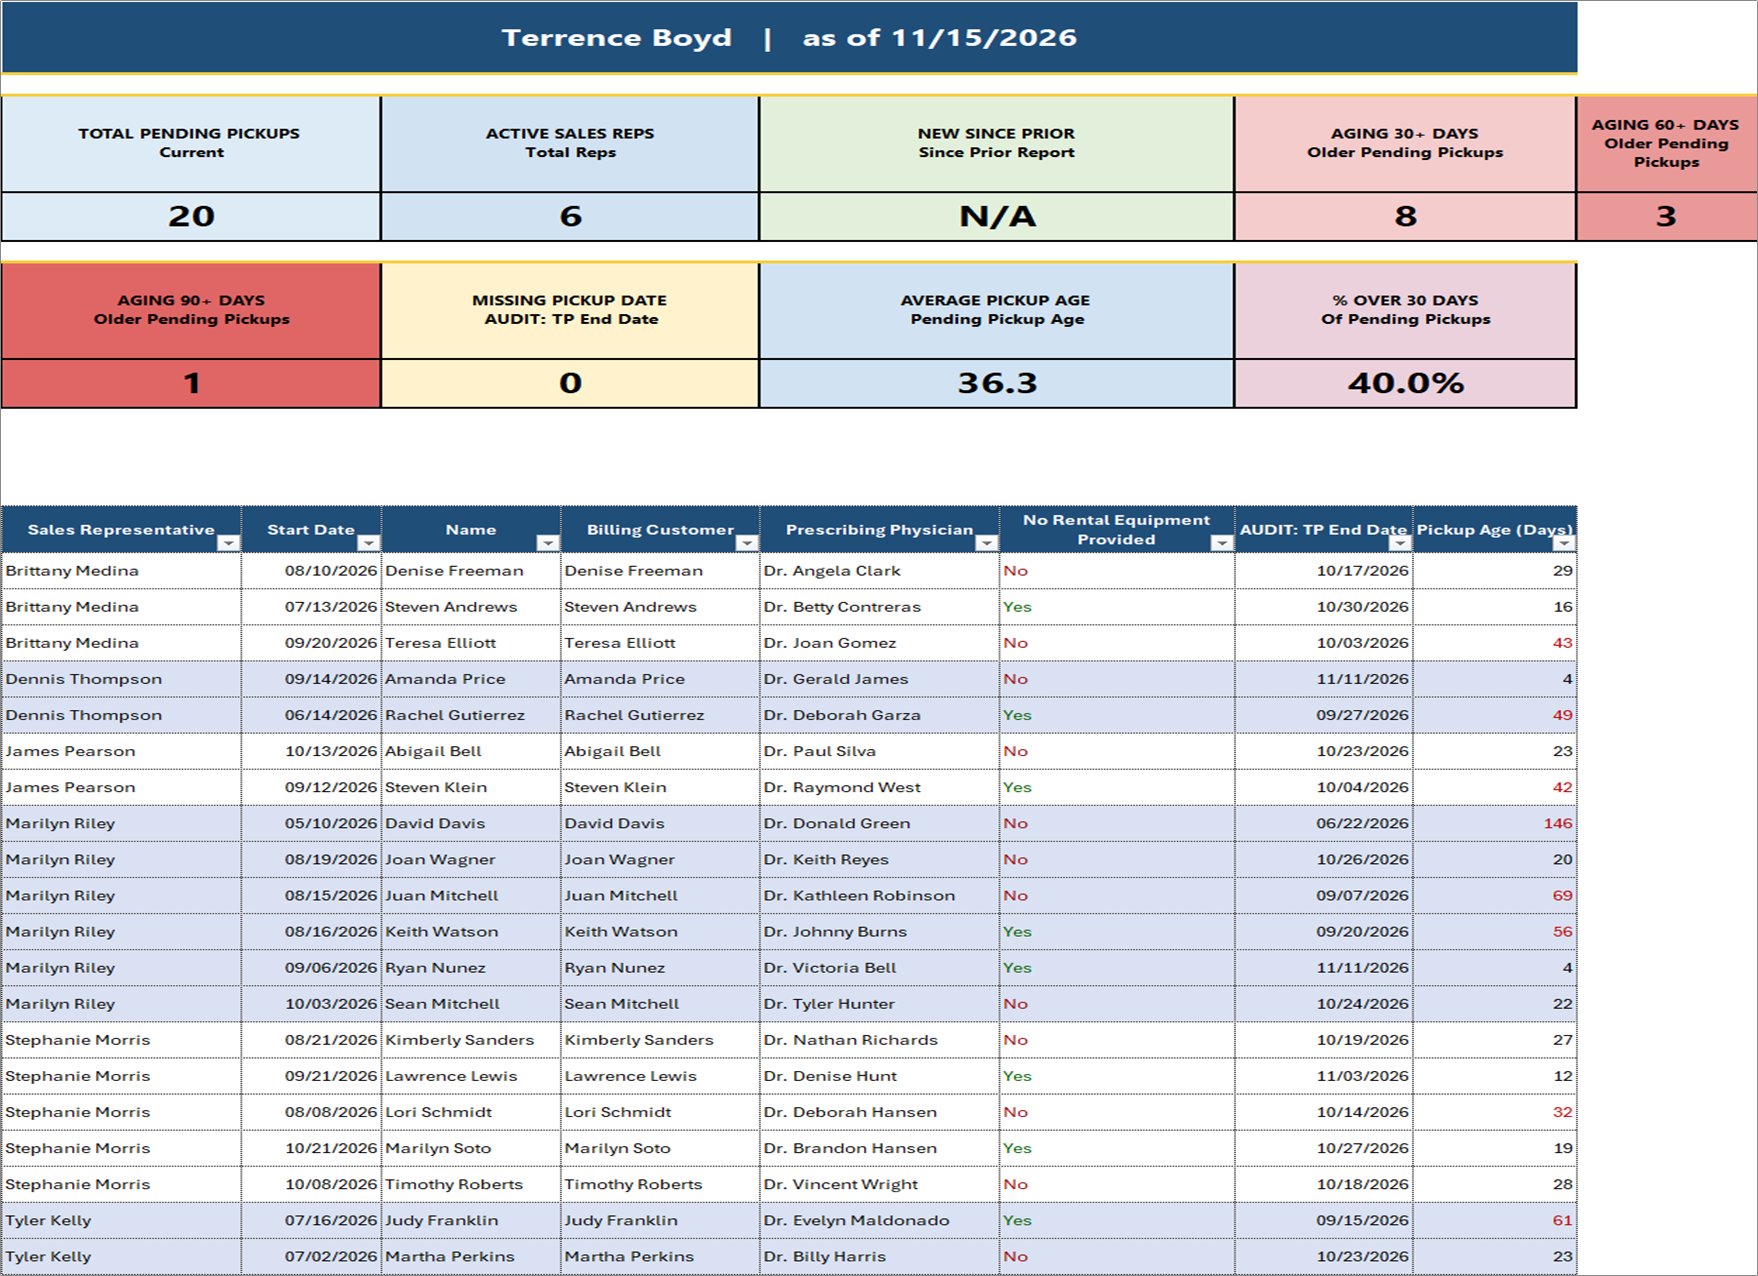 Terrence Boyd | as of 11/15/2026
TOTAL PENDING PICKUPS
Current
ACTIVE SALES REPS
Total Reps
NEW SINCE PRIOR
Since Prior Report
AGING 30+ DAYS
Older Pending Pickups
AGING 60+ DAYS
Older Pending
Pickups
20 6 N/A 8 3
AGING 90+ DAYS
Older Pending Pickups
MISSING PICKUP DATE
AUDIT: TP End Date
AVERAGE PICKUP AGE
Pending Pickup Age
% OVER 30 DAYS
Of Pending Pickups
1 0 36.3 40.0%
Sales Representative Start Date Name Billing Customer Prescribing Physician No Rental Equipment Provided AUDIT: TP End Date Pickup Age (Days)
Brittany Medina 08/10/2026 Denise Freeman Denise Freeman Dr. Angela Clark No 10/17/2026 29
Brittany Medina 07/13/2026 Steven Andrews Steven Andrews Dr. Betty Contreras Yes 10/30/2026 16
Brittany Medina 09/20/2026 Teresa Elliott Teresa Elliott Dr. Joan Gomez No 10/03/2026 43
Dennis Thompson 09/14/2026 Amanda Price Amanda Price Dr. Gerald James No 11/11/2026 4
Dennis Thompson 06/14/2026 Rachel Gutierrez Rachel Gutierrez Dr. Deborah Garza Yes 09/27/2026 49
James Pearson 10/13/2026 Abigail Bell Abigail Bell Dr. Paul Silva No 10/23/2026 23
James Pearson 09/12/2026 Steven Klein Steven Klein Dr. Raymond West Yes 10/04/2026 42
Marilyn Riley 05/10/2026 David Davis David Davis Dr. Donald Green No 06/22/2026 146
Marilyn Riley 08/19/2026 Joan Wagner Joan Wagner Dr. Keith Reyes No 10/26/2026 20
Marilyn Riley 08/15/2026 Juan Mitchell Juan Mitchell Dr. Kathleen Robinson No 09/07/2026 69
Marilyn Riley 08/16/2026 Keith Watson Keith Watson Dr. Johnny Burns Yes 09/20/2026 56
Marilyn Riley 09/06/2026 Ryan Nunez Ryan Nunez Dr. Victoria Bell Yes 11/11/2026 4
Marilyn Riley 10/03/2026 Sean Mitchell Sean Mitchell Dr. Tyler Hunter No 10/24/2026 22
Stephanie Morris 08/21/2026 Kimberly Sanders Kimberly Sanders Dr. Nathan Richards No 10/19/2026 27
Stephanie Morris 09/21/2026 Lawrence Lewis Lawrence Lewis Dr. Denise Hunt Yes 11/03/2026 12
Stephanie Morris 08/08/2026 Lori Schmidt Lori Schmidt Dr. Deborah Hansen No 10/14/2026 32
Stephanie Morris 10/21/2026 Marilyn Soto Marilyn Soto Dr. Brandon Hansen Yes 10/27/2026 19
Stephanie Morris 10/08/2026 Timothy Roberts Timothy Roberts Dr. Vincent Wright No 10/18/2026 28
Tyler Kelly 07/16/2026 Judy Franklin Judy Franklin Dr. Evelyn Maldonado Yes 09/15/2026 61
Tyler Kelly 07/02/2026 Martha Perkins Martha Perkins Dr. Billy Harris No 10/23/2026 23